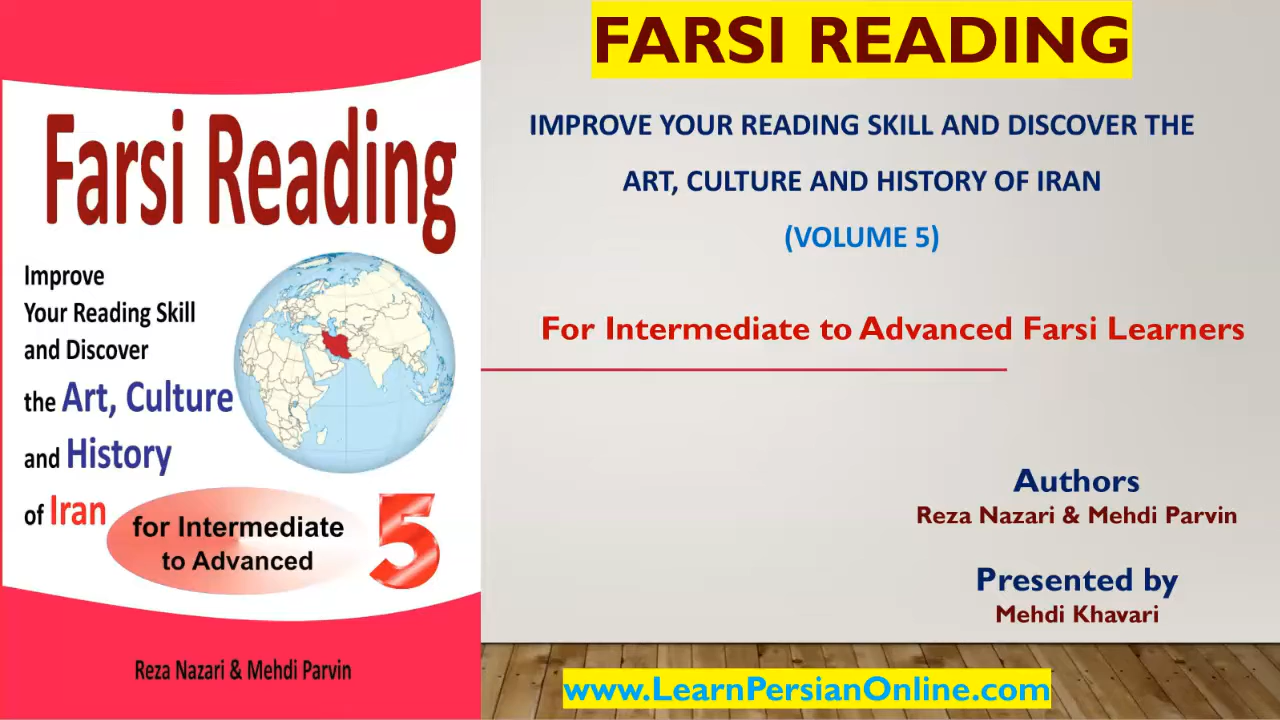 Farsi Reading
Improve
Your Reading Skill
and Discover
the Art, Culture
and History
of Iran
for Intermediate
to Advanced
5
Reza Nazari & Mehdi Parvin
FARSI READING
IMPROVE YOUR READING SKILL AND DISCOVER THE
ART, CULTURE AND HISTORY OF IRAN
(VOLUME 5)
For Intermediate to Advanced Farsi Learners
Authors
Reza Nazari & Mehdi Parvin
Presented by
Mehdi Khavari
www.LearnPersianOnline.com